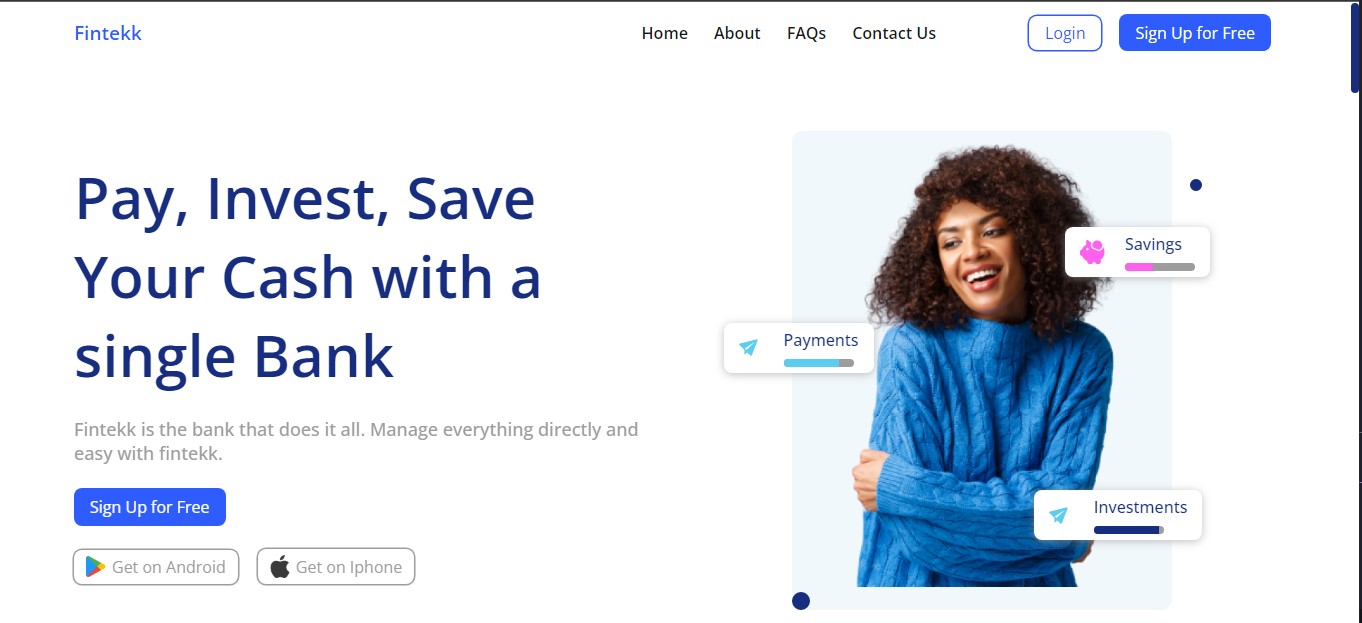 Fintekk
Home
About
FAQs
Contact Us
Login
Sign Up for Free
Pay, Invest, Save
Your Cash with a
single Bank
Fintekk is the bank that does it all. Manage everything directly and
easy with fintekk.
Sign Up for Free
Get on Android
Get on Iphone
Savings
Payments
Investments